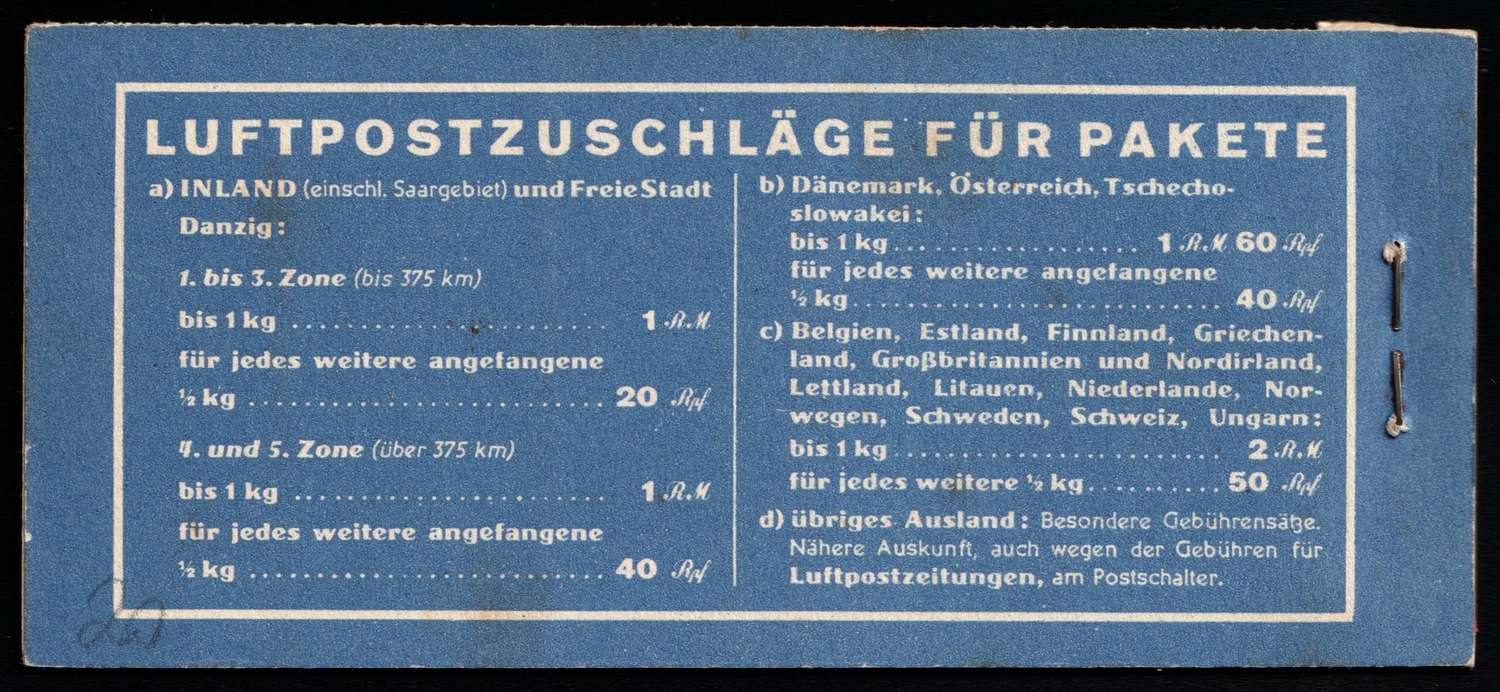 LUFTPOSTZUSCHLÄGE FÜR PAKETE
a) INLAND (einschl. Saargebiet) und Freie Stadt
Danzig:
1. bis 3. Zone (bis 375 km)
bis 1 kg ........................ 1 RM
für jedes weitere angefangene
½ kg ........................... 20 Rpf
4. und 5. Zone (über 375 km)
bis 1 kg ........................ 1 RM
für jedes weitere angefangene
½ kg ........................... 40 Rpf
b) Dänemark, Österreich, Tschecho-
slowakei:
bis 1 kg .................. 1 RM 60 Rpf
für jedes weitere angefangene
½ kg ........................... 40 Rpf
c) Belgien, Estland, Finnland, Griechen-
land, Großbritannien und Nordirland,
Lettland, Litauen, Niederlande, Nor-
wegen, Schweden, Schweiz, Ungarn:
bis 1 kg ........................ 2 RM
für jedes weitere ½ kg .......... 50 Rpf
d) übriges Ausland: Besondere Gebührensätze.
Nähere Auskunft, auch wegen der Gebühren für
Luftpostzeitungen, am Postschalter.